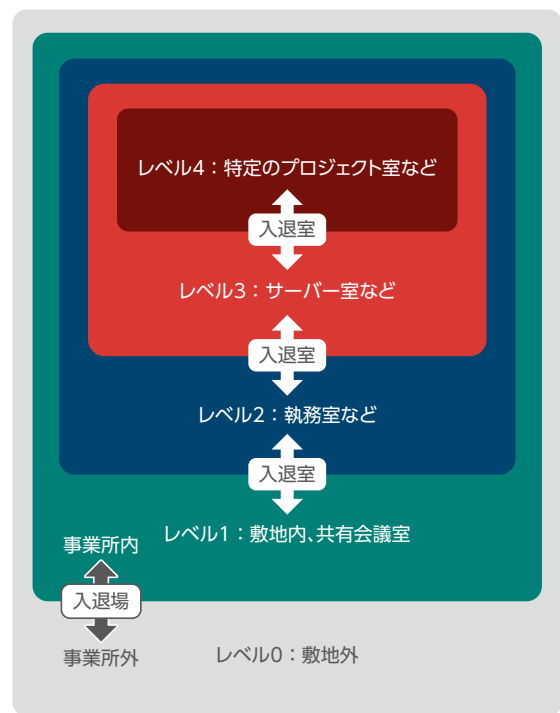 レベル4：特定のプロジェクト室など
入退室
レベル3：サーバー室など
入退室
レベル2：執務室など
入退室
レベル1：敷地内、共有会議室
事業所内
入退場
事業所外
レベル0：敷地外